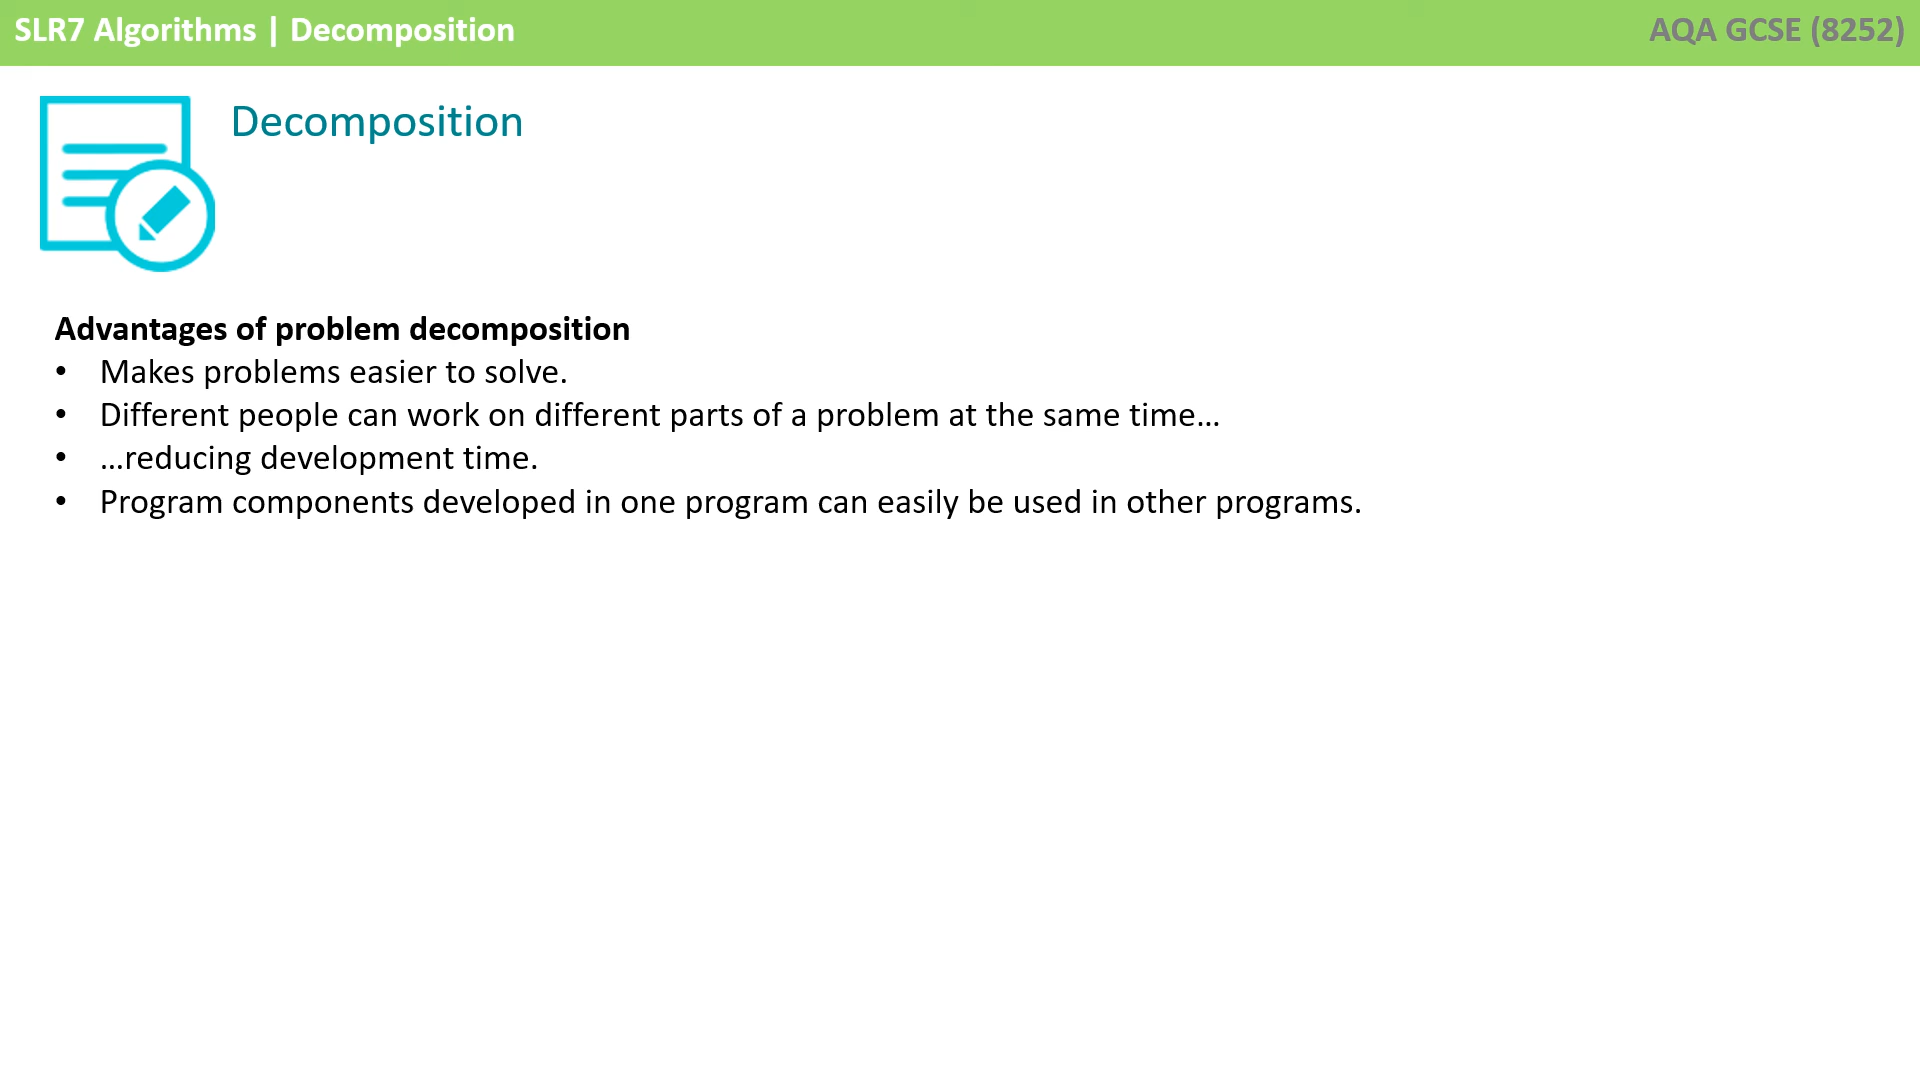 SLR7 Algorithms | Decomposition
AQA GCSE (8252)
Decomposition
Advantages of problem decomposition
• Makes problems easier to solve.
• Different people can work on different parts of a problem at the same time…
• …reducing development time.
• Program components developed in one program can easily be used in other programs.